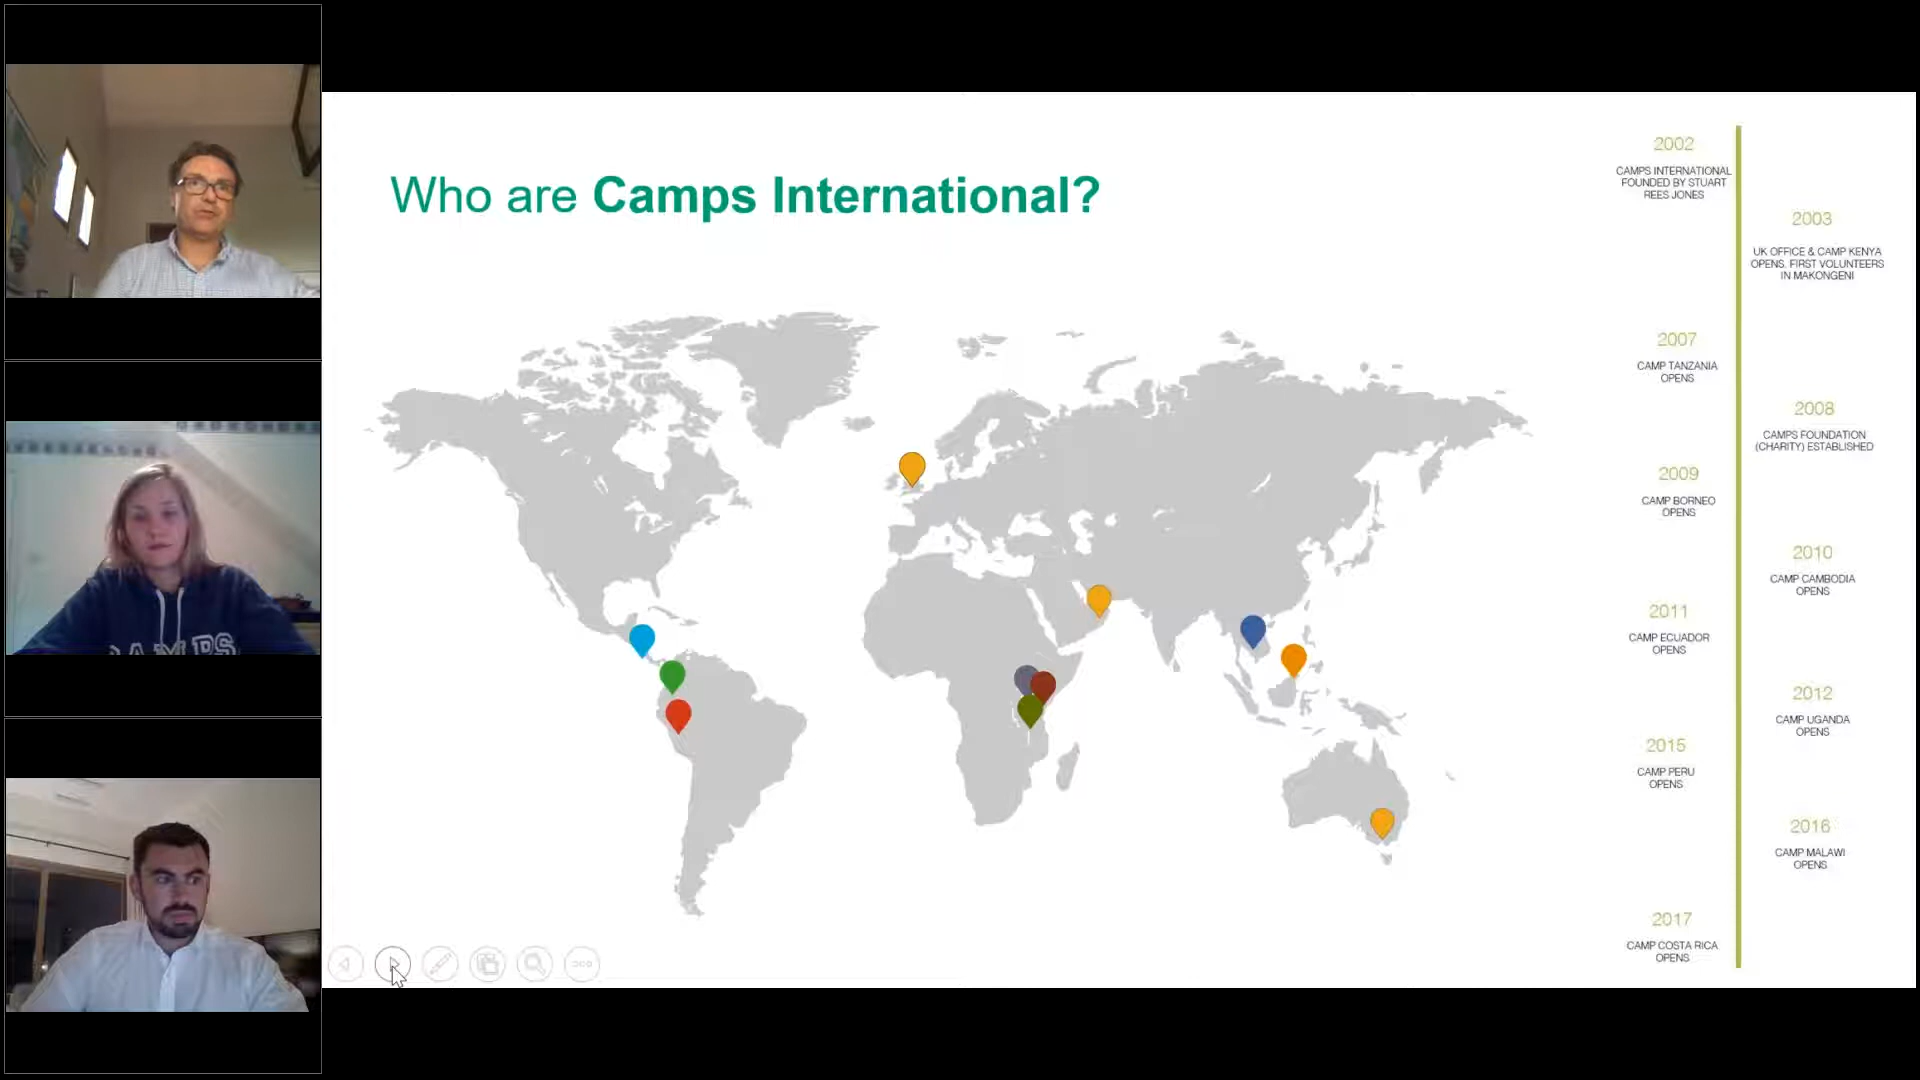 Who are Camps International?
2002
CAMPS INTERNATIONAL
FOUNDED BY STUART
REES JONES
2003
UK OFFICE & CAMP KENYA
OPENS. FIRST VOLUNTEERS
IN MAKONGENI
2007
CAMP TANZANIA
OPENS
2008
CAMPS FOUNDATION
(CHARITY) ESTABLISHED
2009
CAMP BORNEO
OPENS
2010
CAMP CAMBODIA
OPENS
2011
CAMP ECUADOR
OPENS
2012
CAMP UGANDA
OPENS
2015
CAMP PERU
OPENS
2016
CAMP MALAWI
OPENS
2017
CAMP COSTA RICA
OPENS
CAMPS